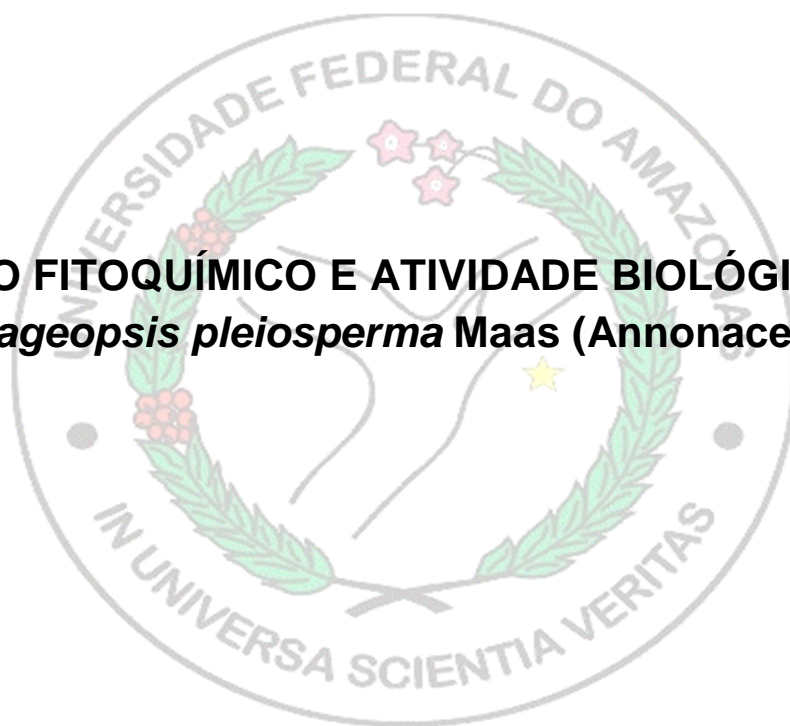 UNIVERSIDADE FEDERAL DO AMAZONAS
O FITOQUÍMICO E ATIVIDADE BIOLÓGI
ageopsis pleiosperma Maas (Annonace
IN UNIVERSA SCIENTIA VERITAS